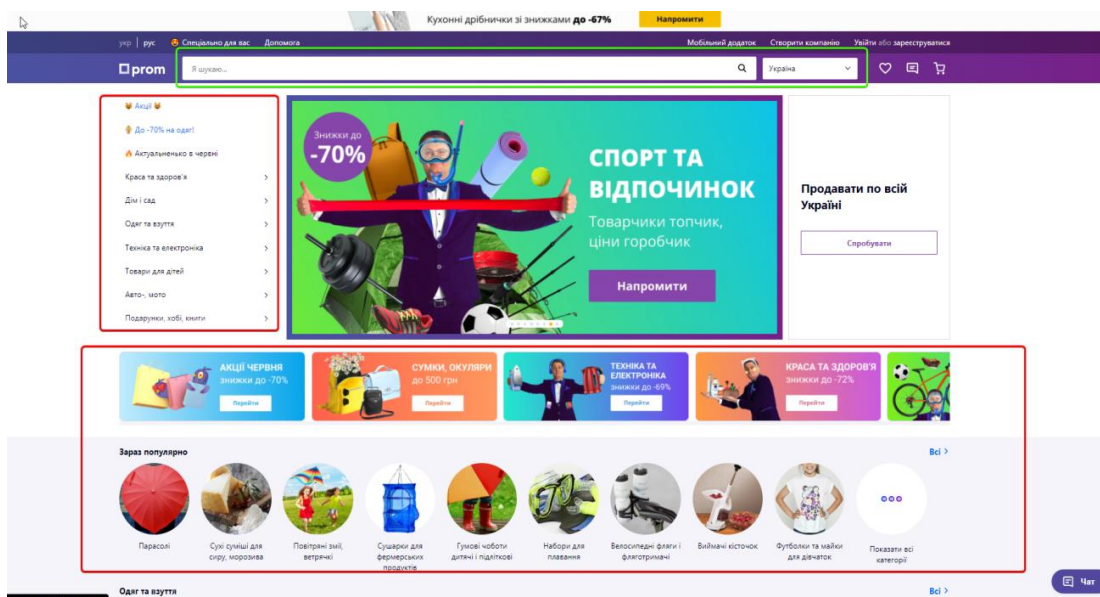 Кухонні дрібнички зі знижками до -67% Напромити
укр | рус Спеціально для вас Допомога Мобільний додаток Створити компанію Увійти або зареєструватися
prom Я шукаю... Україна
Акції
До -70% на одяг!
Актуальненько в червні
Краса та здоров'я
Дім і сад
Одяг та взуття
Техніка та електроніка
Товари для дітей
Авто-, мото
Подарунки, хобі, книги
Знижки до
-70%
СПОРТ ТА
ВІДПОЧИНОК
Товарчики топчик,
ціни горобчик
Напромити
Продавати по всій
Україні
Спробувати
АКЦІЇ ЧЕРВНЯ
знижки до -70%
Перейти
СУМКИ, ОКУЛЯРИ
до 500 грн
Перейти
ТЕХНІКА ТА
ЕЛЕКТРОНІКА
знижки до -69%
Перейти
КРАСА ТА ЗДОРОВ'Я
знижки до -72%
Перейти
Зараз популярно Всі
Парасолі
Сухі суміші для
сиру, морозива
Повітряні змії,
ветрячкі
Сушарки для
фермерських
продуктів
Гумові чоботи
дитячі і підліткові
Набори для
плавання
Велосипедні фляги і
фляготримачі
Виймачі кісточок
Футболки та майки
для дівчаток
Показати всі
категорії
Одяг та взуття Всі
Чат